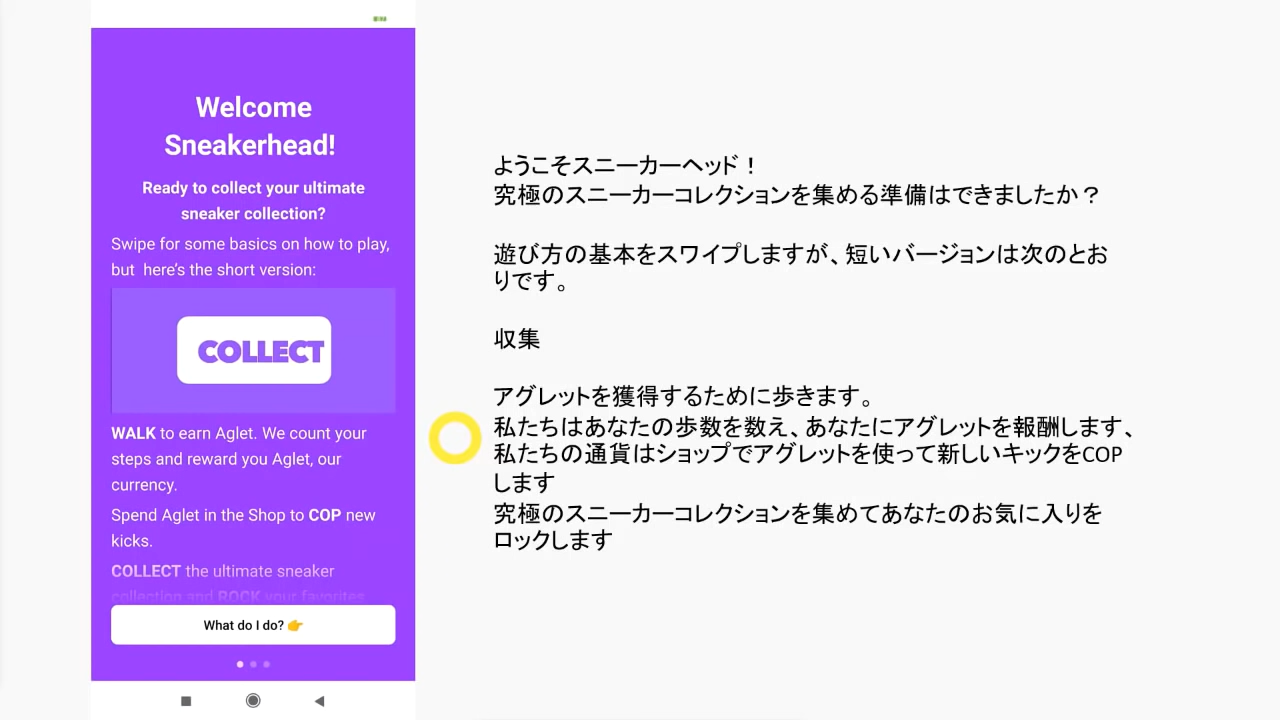 Welcome
Sneakerhead!
Ready to collect your ultimate
sneaker collection?
Swipe for some basics on how to play,
but here's the short version:
COLLECT
WALK to earn Aglet. We count your
steps and reward you Aglet, our
currency.
Spend Aglet in the Shop to COP new
kicks.
COLLECT the ultimate sneaker
collection and ROCK your favorites
What do I do? 👉
ようこそスニーカーヘッド！
究極のスニーカーコレクションを集める準備はできましたか？
遊び方の基本をスワイプしますが、短いバージョンは次のとお
りです。
収集
アグレットを獲得するために歩きます。
私たちはあなたの歩数を数え、あなたにアグレットを報酬します、
私たちの通貨はショップでアグレットを使って新しいキックをCOP
します
究極のスニーカーコレクションを集めてあなたのお気に入りを
ロックします